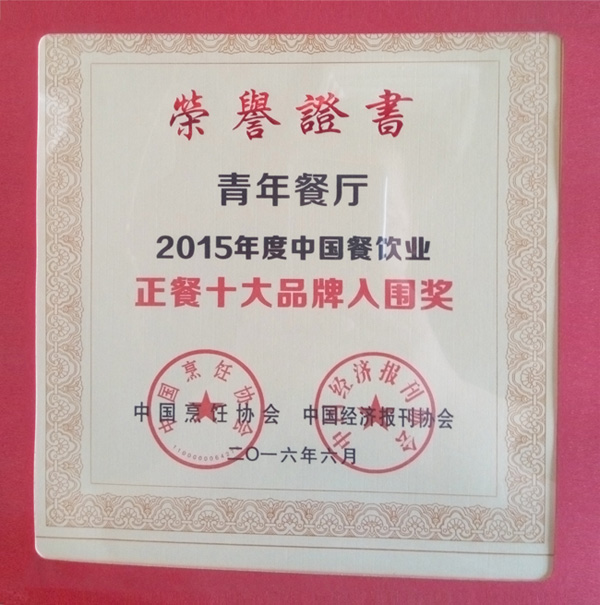 榮譽證書
青年餐厅
2015年度中国餐饮业
正餐十大品牌入围奖
中国烹饪协会 中国经济报刊协会
二〇一六年六月
中国烹饪协会
中国经济报刊协会